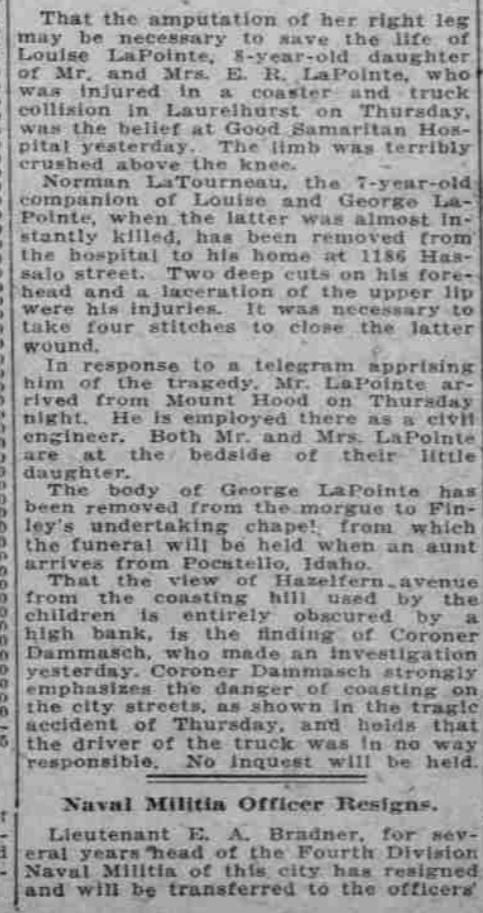 That the amputation of her right leg
may be necessary to save the life of
Louise LaPointe, 8-year-old daughter
of Mr. and Mrs. E. R. LaPointe, who
was injured in a coaster and truck
collision in Laurelhurst on Thursday,
was the belief at Good Samaritan Hos-
pital yesterday. The limb was terribly
crushed above the knee.
Norman LaTourneau, the 7-year-old
companion of Louise and George La-
Pointe, when the latter was almost in-
stantly killed, has been removed from
the hospital to his home at 1186 Has-
salo street. Two deep cuts on his fore-
head and a laceration of the upper lip
were his injuries. It was necessary to
take four stitches to close the latter
wound.
In response to a telegram apprising
him of the tragedy, Mr. LaPointe ar-
rived from Mount Hood on Thursday
night. He is employed there as a civil
engineer. Both Mr. and Mrs. LaPointe
are at the bedside of their little
daughter.
The body of George LaPointe has
been removed from the morgue to Fin-
ley's undertaking chapel, from which
the funeral will be held when an aunt
arrives from Pocatello, Idaho.
That the view of Hazelfern avenue
from the coasting hill used by the
children is entirely obscured by a
high bank, is the finding of Coroner
Dammasch, who made an investigation
yesterday. Coroner Dammasch strongly
emphasizes the danger of coasting on
the city streets, as shown in the tragic
accident of Thursday, and holds that
the driver of the truck was in no way
responsible. No inquest will be held.
Naval Militia Officer Resigns.
Lieutenant E. A. Bradner, for sev-
eral years head of the Fourth Division
Naval Militia of this city has resigned
and will be transferred to the officers'